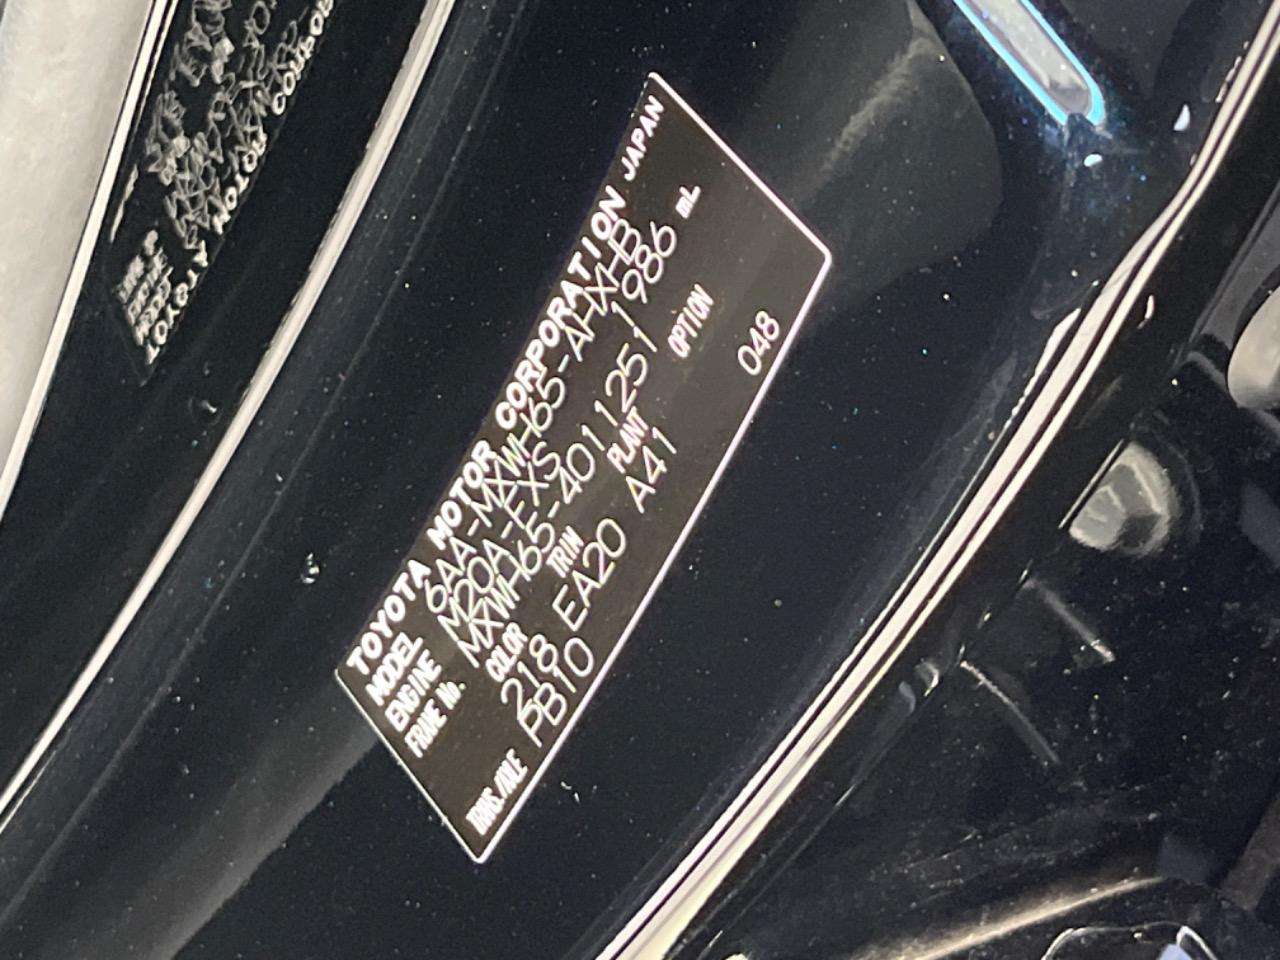 TOYOTA MOTOR CORPORATION JAPAN
MODEL 6AA-MXWH65-AHXHB
ENGINE M20A-FXS 1986 mL
FRAME No. MXWH65-4011251
COLOR TRIM PLANT OPTION
218 EA20 A41
TRNS./AXLE PB10 048